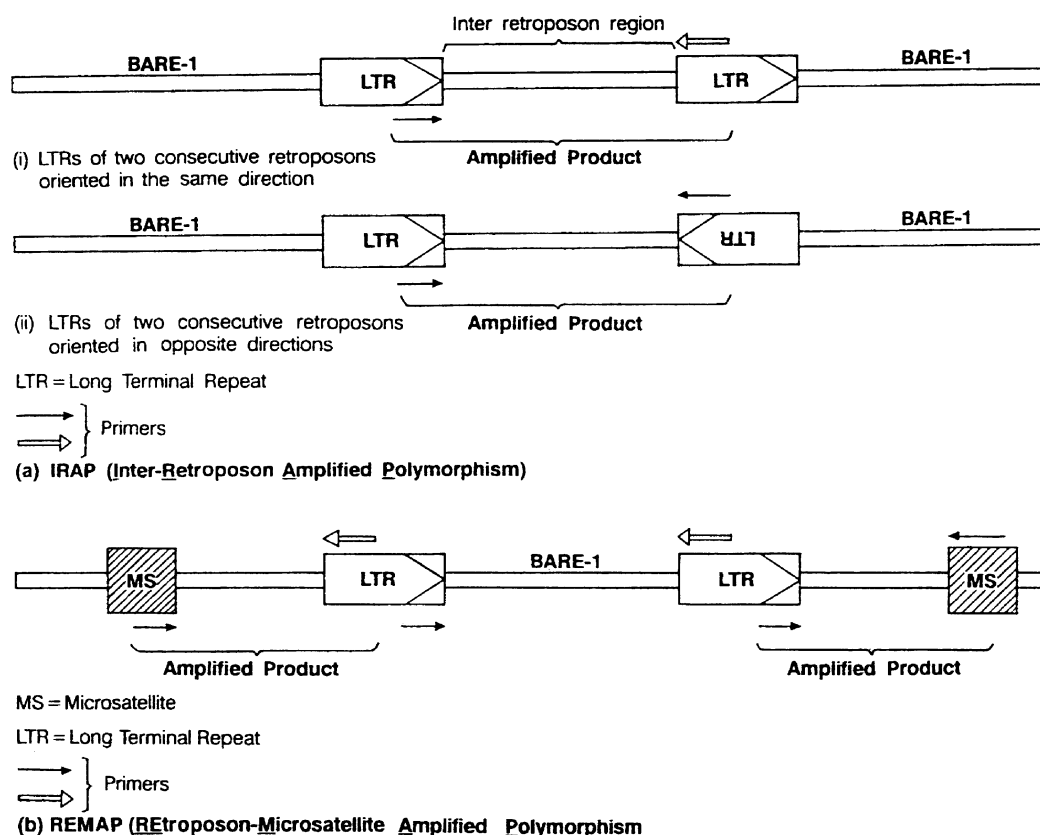 Inter retroposon region
BARE-1
LTR
LTR
BARE-1
(i) LTRs of two consecutive retroposons
oriented in the same direction
Amplified Product
BARE-1
LTR
LTR
BARE-1
(ii) LTRs of two consecutive retroposons
oriented in opposite directions
Amplified Product
LTR = Long Terminal Repeat
Primers
(a) IRAP (Inter-Retroposon Amplified Polymorphism)
MS
LTR
BARE-1
LTR
MS
Amplified Product
Amplified Product
MS = Microsatellite
LTR = Long Terminal Repeat
Primers
(b) REMAP (REtroposon-Microsatellite Amplified Polymorphism